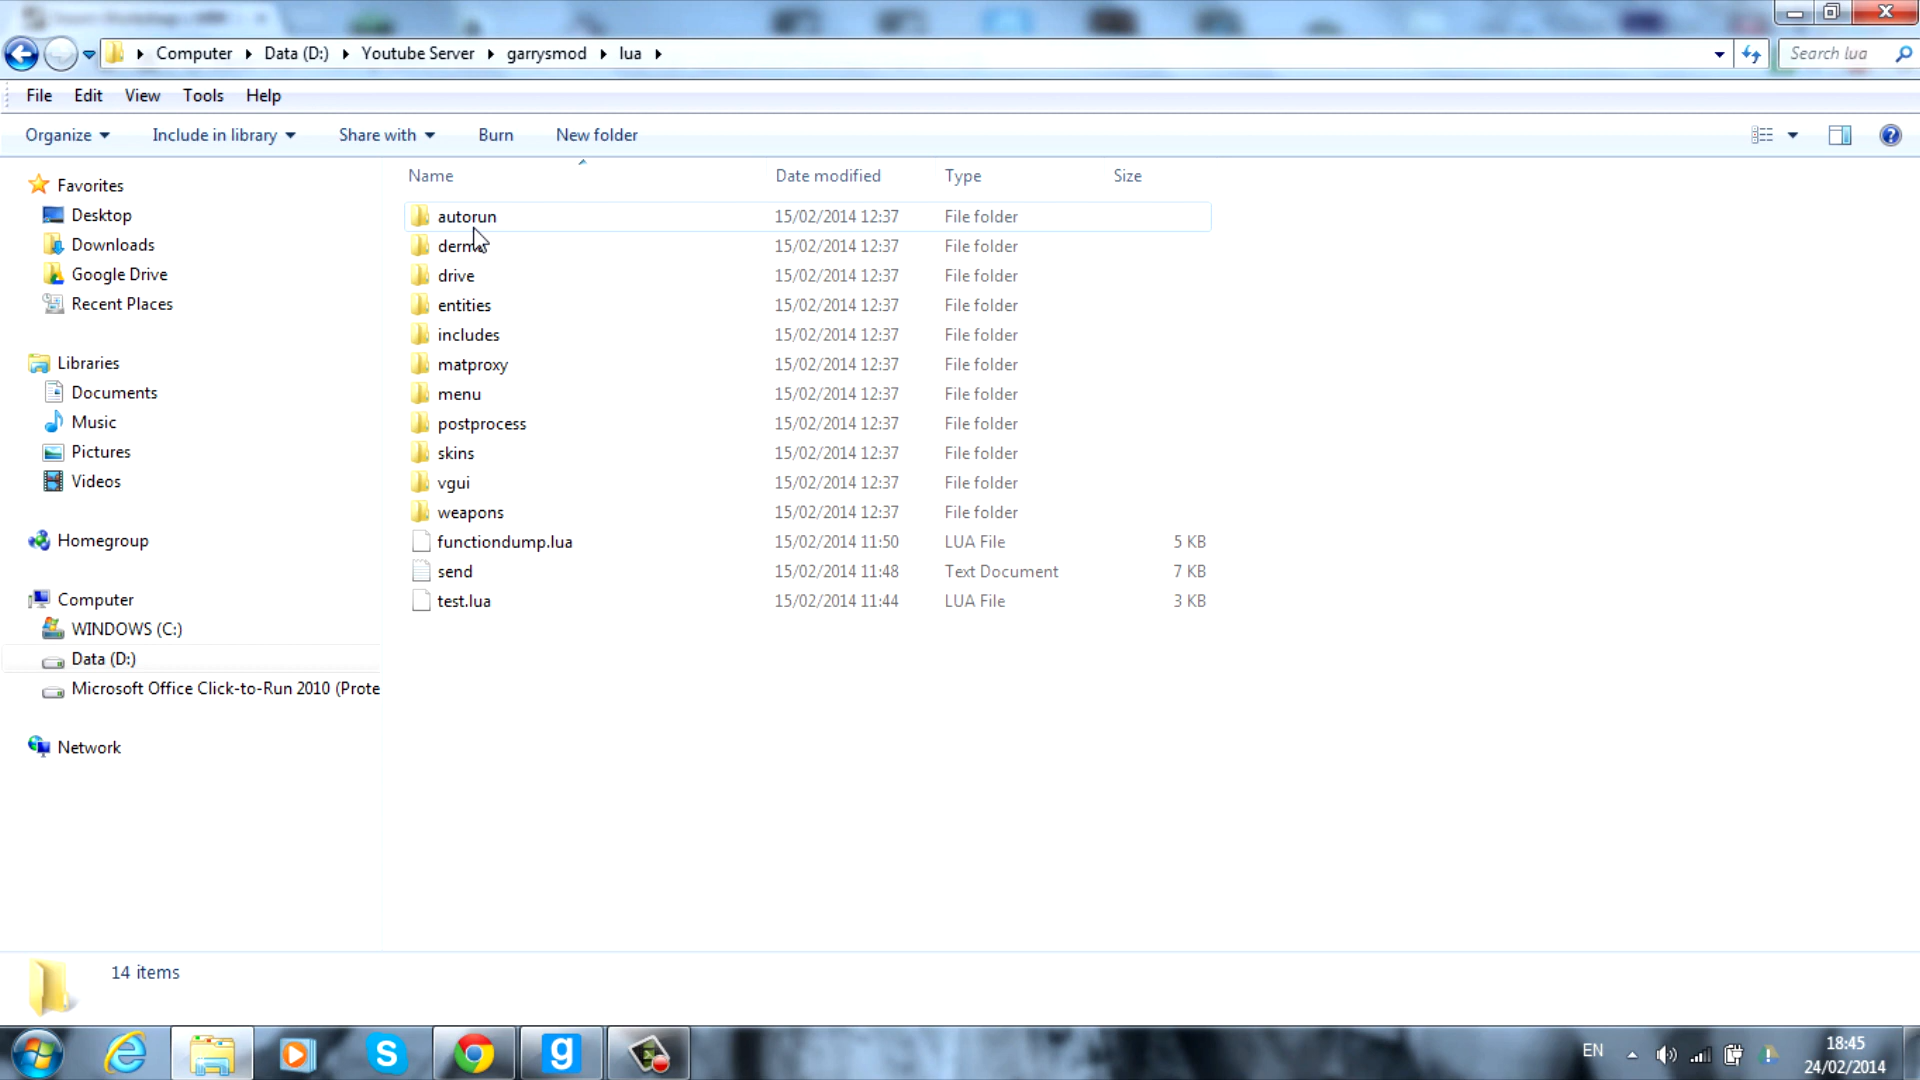 Computer Data (D:) Youtube Server garrysmod lua
Search lua
File Edit View Tools Help
Organize Include in library Share with Burn New folder
Name Date modified Type Size
Favorites
Desktop
Downloads
Google Drive
Recent Places
Libraries
Documents
Music
Pictures
Videos
Homegroup
Computer
WINDOWS (C:)
Data (D:)
Microsoft Office Click-to-Run 2010 (Prote
Network
autorun 15/02/2014 12:37 File folder
15/02/2014 12:37 File folder
drive 15/02/2014 12:37 File folder
entities 15/02/2014 12:37 File folder
includes 15/02/2014 12:37 File folder
matproxy 15/02/2014 12:37 File folder
menu 15/02/2014 12:37 File folder
postprocess 15/02/2014 12:37 File folder
skins 15/02/2014 12:37 File folder
vgui 15/02/2014 12:37 File folder
weapons 15/02/2014 12:37 File folder
functiondump.lua 15/02/2014 11:50 LUA File 5 KB
send 15/02/2014 11:48 Text Document 7 KB
test.lua 15/02/2014 11:44 LUA File 3 KB
14 items
EN
18:45
24/02/2014